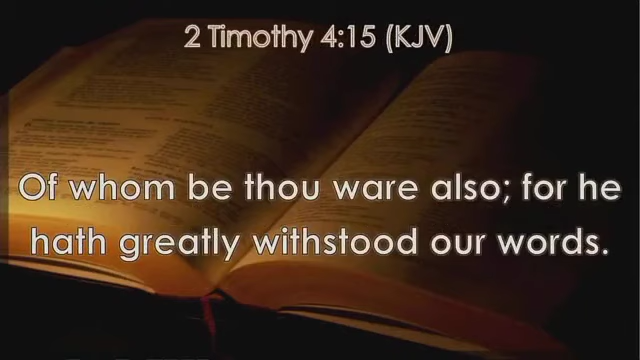 2 Timothy 4:15 (KJV)
Of whom be thou ware also; for he
hath greatly withstood our words.